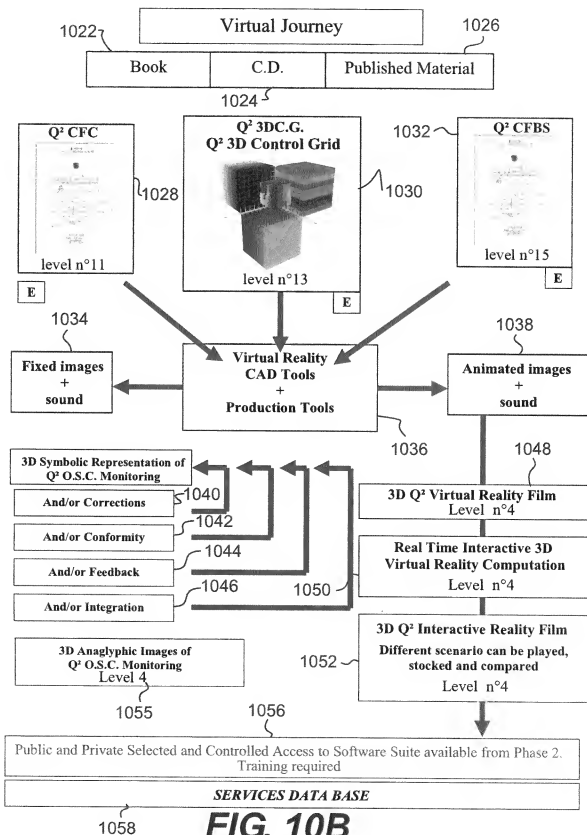 Virtual Journey
1022
1026
Book
C.D.
Published Material
1024
Q² CFC
level n°11
E
1028
Q² 3DC.G.
Q² 3D Control Grid
level n°13
E
1030
1032
Q² CFBS
level n°15
E
1034
Fixed images
+
sound
Virtual Reality
CAD Tools
+
Production Tools
1036
1038
Animated images
+
sound
3D Symbolic Representation of
Q² O.S.C. Monitoring
1040
And/or Corrections
1042
And/or Conformity
1044
And/or Feedback
1046
And/or Integration
1048
3D Q² Virtual Reality Film
Level n°4
1050
Real Time Interactive 3D
Virtual Reality Computation
Level n°4
1052
3D Q² Interactive Reality Film
Different scenario can be played,
stocked and compared
Level n°4
3D Anaglyphic Images of
Q² O.S.C. Monitoring
Level 4
1055
1056
Public and Private Selected and Controlled Access to Software Suite available from Phase 2.
Training required
SERVICES DATA BASE
1058
FIG. 10B